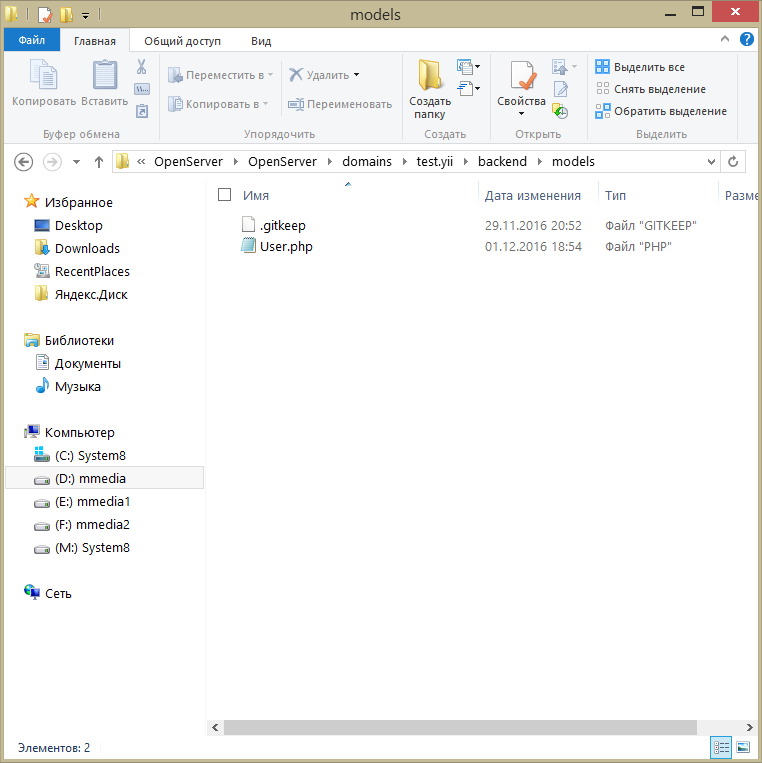 models
Файл Главная Общий доступ Вид
Копировать Вставить
Переместить в
Копировать в
Удалить
Переименовать
Создать
папку
Свойства
Выделить все
Снять выделение
Обратить выделение
Буфер обмена Упорядочить Создать Открыть Выделить
« OpenServer OpenServer domains test.yii backend models
Избранное
Desktop
Downloads
RecentPlaces
Яндекс.Диск
Библиотеки
Документы
Музыка
Компьютер
(C:) System8
(D:) mmedia
(E:) mmedia1
(F:) mmedia2
(M:) System8
Сеть
Имя Дата изменения Тип Разме
.gitkeep 29.11.2016 20:52 Файл "GITKEEP"
User.php 01.12.2016 18:54 Файл "PHP"
Элементов: 2